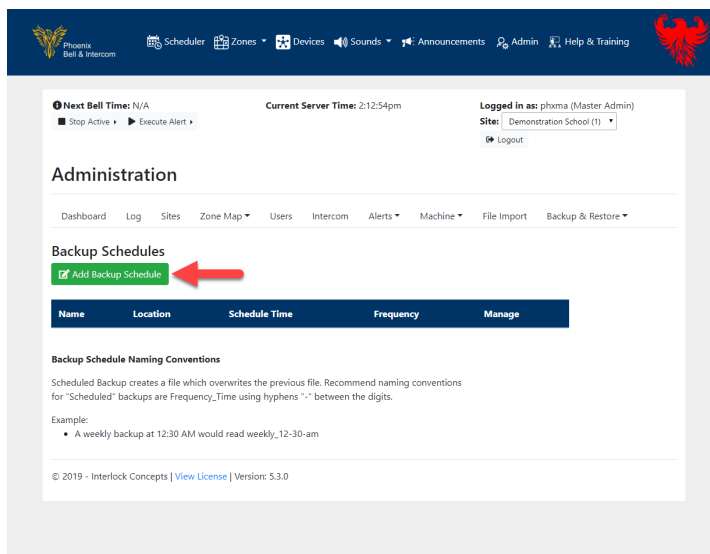 Phoenix
Bell & Intercom
Scheduler Zones Devices Sounds Announcements Admin Help & Training
Next Bell Time: N/A Current Server Time: 2:12:54pm Logged in as: phxma (Master Admin)
Stop Active Execute Alert Site: Demonstration School (1)
Logout
Administration
Dashboard Log Sites Zone Map Users Intercom Alerts Machine File Import Backup & Restore
Backup Schedules
Add Backup Schedule
Name Location Schedule Time Frequency Manage
Backup Schedule Naming Conventions
Scheduled Backup creates a file which overwrites the previous file. Recommend naming conventions
for "Scheduled" backups are Frequency_Time using hyphens "-" between the digits.
Example:
• A weekly backup at 12:30 AM would read weekly_12-30-am
© 2019 - Interlock Concepts | View License | Version: 5.3.0